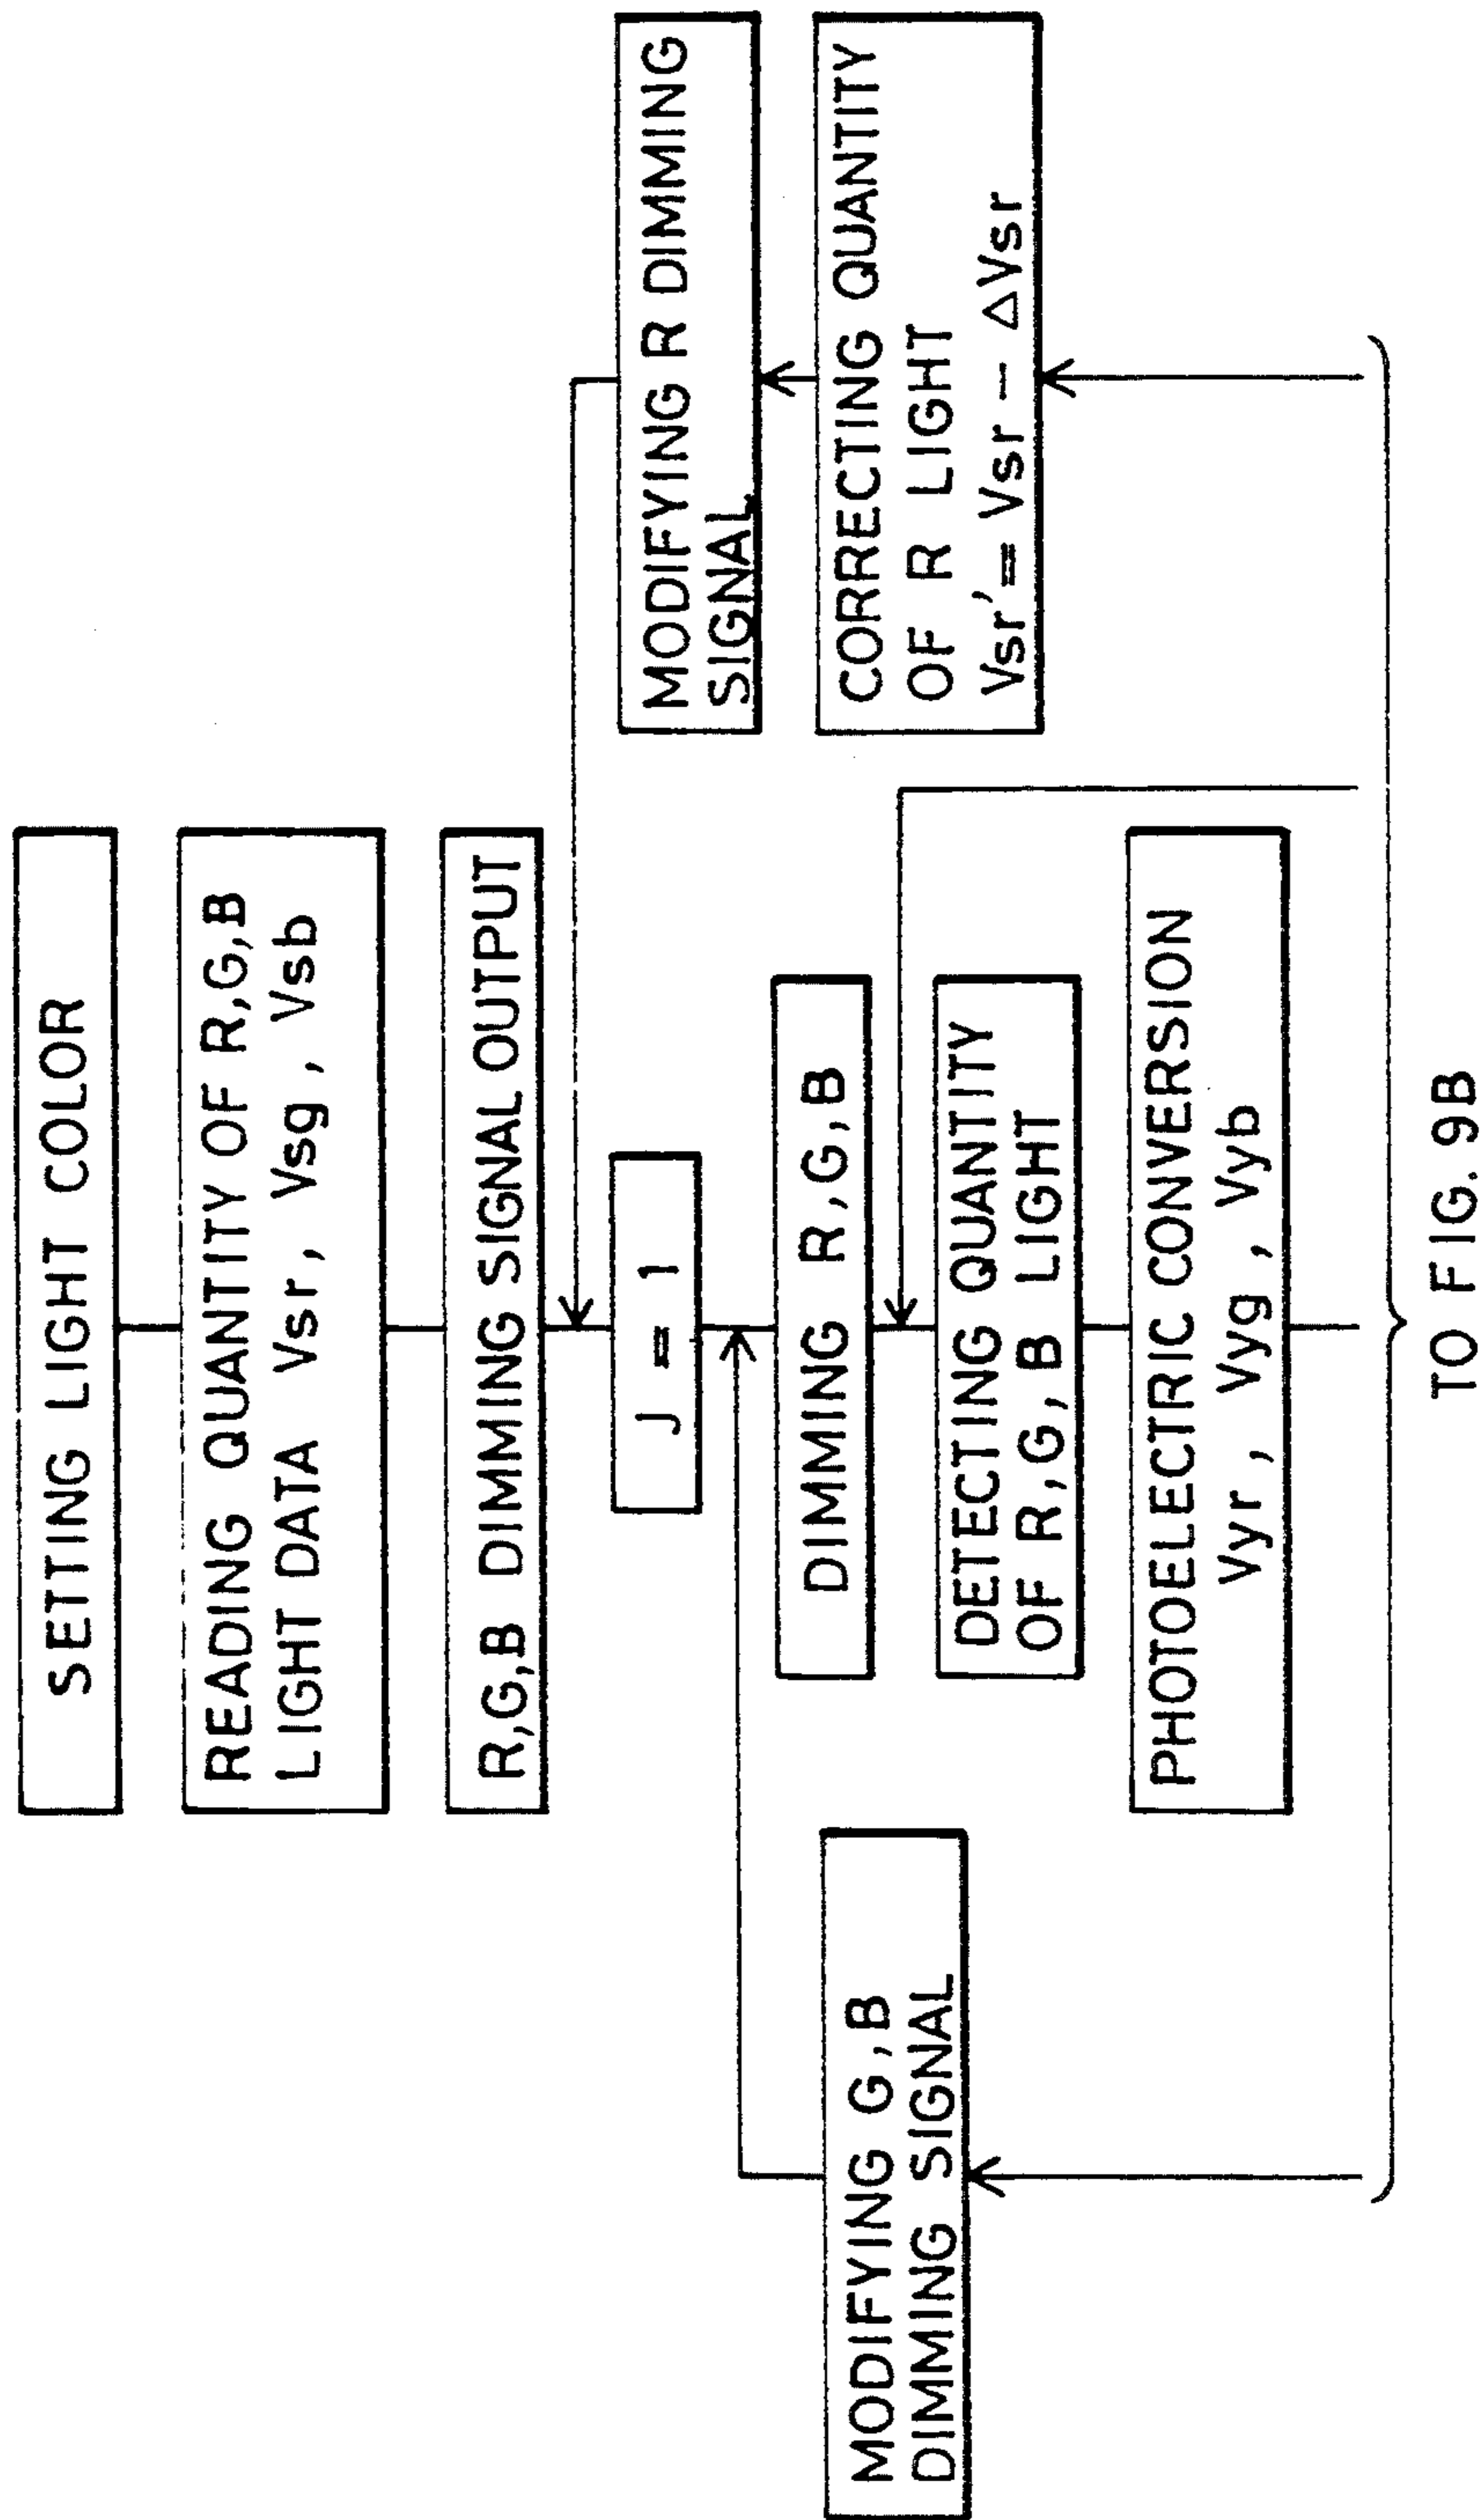 SETTING LIGHT COLOR
READING QUANTITY OF R,G,B
LIGHT DATA Vsr, Vsg, Vsb
R,G,B DIMMING SIGNAL OUTPUT
J = 1
DIMMING R,G,B
DETECTING QUANTITY
OF R,G,B LIGHT
PHOTOELECTRIC CONVERSION
Vyr, Vyg, Vyb
MODIFYING G,B
DIMMING SIGNAL
MODIFYING R DIMMING
SIGNAL
CORRECTING QUANTITY
OF R LIGHT
Vsr' = Vsr - △Vsr
TO FIG. 9B